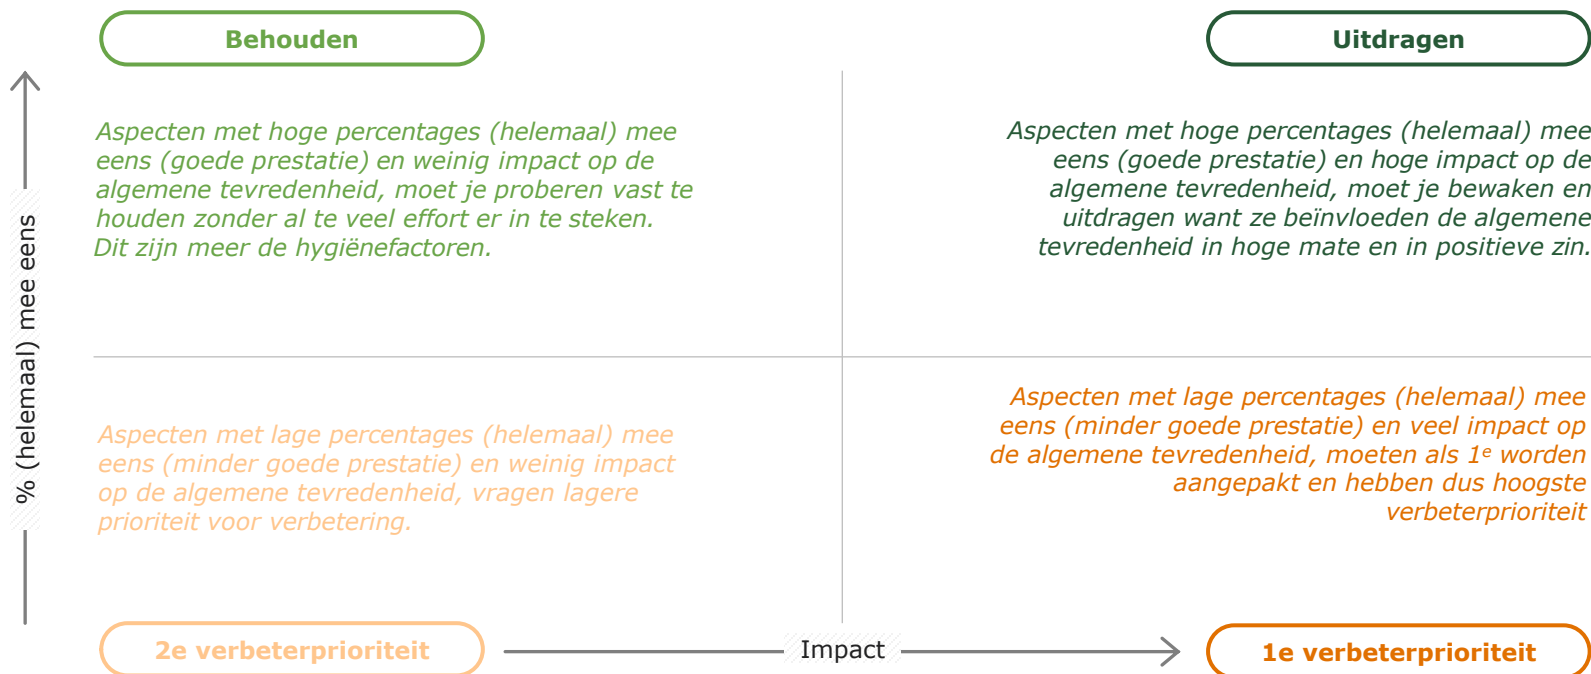 Behouden
Uitdragen
Aspecten met hoge percentages (helemaal) mee
eens (goede prestatie) en weinig impact op de
algemene tevredenheid, moet je proberen vast te
houden zonder al te veel effort er in te steken.
Dit zijn meer de hygiënefactoren.
Aspecten met hoge percentages (helemaal) mee
eens (goede prestatie) en hoge impact op de
algemene tevredenheid, moet je bewaken en
uitdragen want ze beïnvloeden de algemene
tevredenheid in hoge mate en in positieve zin.
% (helemaal) mee eens
Aspecten met lage percentages (helemaal) mee
eens (minder goede prestatie) en weinig impact
op de algemene tevredenheid, vragen lagere
prioriteit voor verbetering.
Aspecten met lage percentages (helemaal) mee
eens (minder goede prestatie) en veel impact op
de algemene tevredenheid, moeten als 1e worden
aangepakt en hebben dus hoogste
verbeterprioriteit
2e verbeterprioriteit
Impact
1e verbeterprioriteit